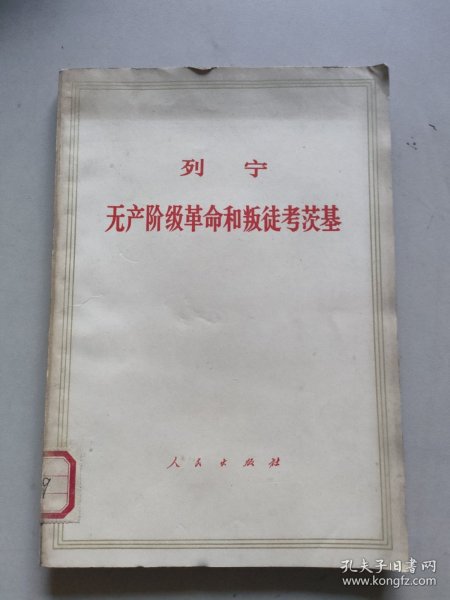 列 宁
无产阶级革命和叛徒考茨基
人民出版社
9
孔夫子旧书网
www.kongfz.com